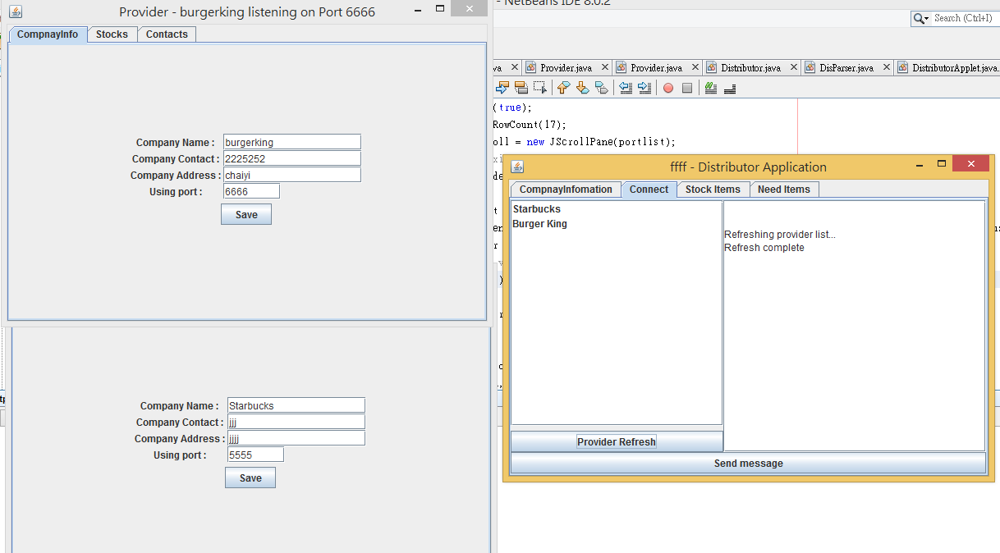 Provider - burgerking listening on Port 6666
CompnayInfo
Stocks
Contacts
Company Name :
burgerking
Company Contact :
2225252
Company Address :
chaiyi
Using port :
6666
Save
Company Name :
Starbucks
Company Contact :
jjj
Company Address :
jjjj
Using port :
5555
Save
- NetBeans IDE 8.0.2
Search (Ctrl+I)
Provider.java
Provider.java
Distributor.java
DisParser.java
DistributorApplet.java
(true);
RowCount(17);
oll = new JScrollPane(portlist);
ffff - Distributor Application
CompnayInfomation
Connect
Stock Items
Need Items
Starbucks
Burger King
Refreshing provider list...
Refresh complete
Provider Refresh
Send message